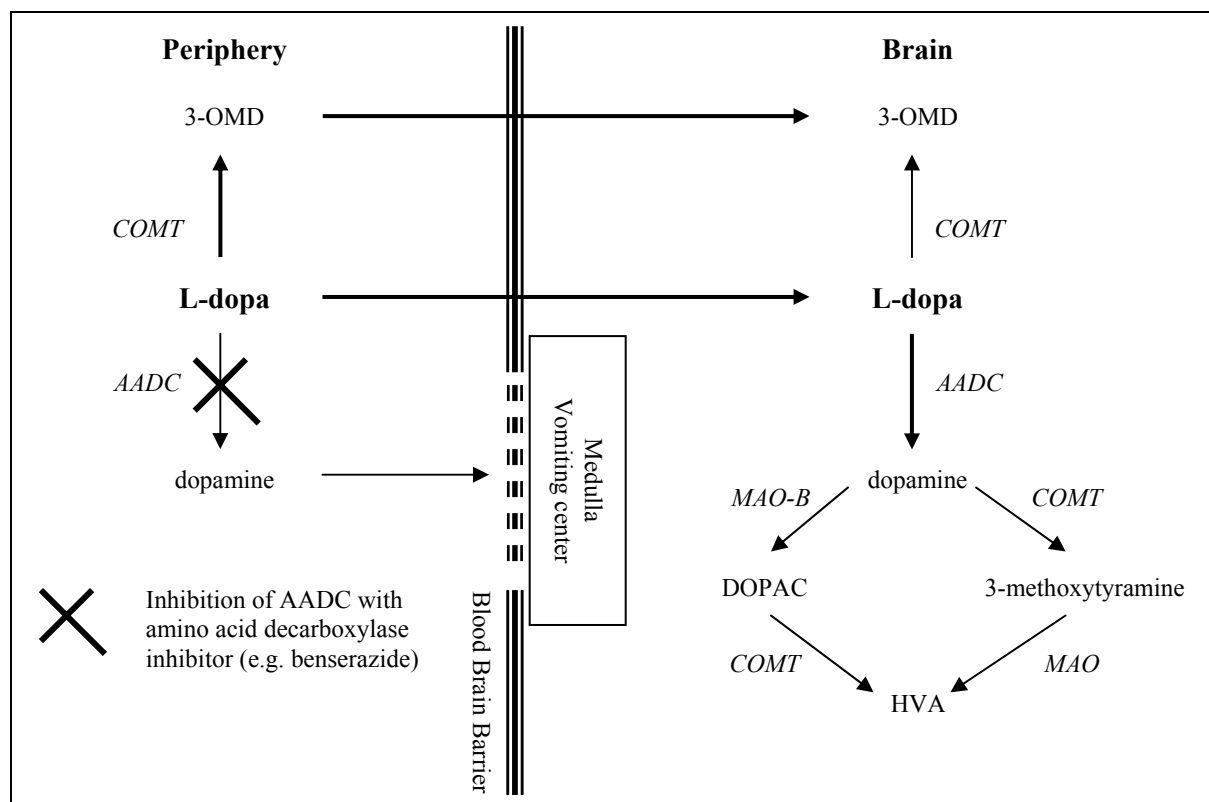 Periphery
Brain
3-OMD
3-OMD
COMT
COMT
L-dopa
L-dopa
AADC
AADC
Medulla
Vomiting center
dopamine
dopamine
MAO-B
COMT
DOPAC
3-methoxytyramine
Inhibition of AADC with
amino acid decarboxylase
inhibitor (e.g. benserazide)
Blood Brain Barrier
COMT
MAO
HVA